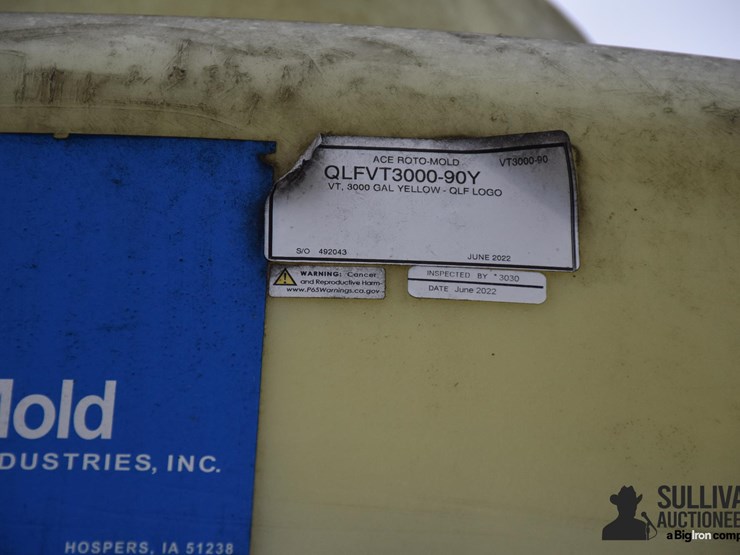 ACE ROTO-MOLD VT3000-90
QLFVT3000-90Y
VT, 3000 GAL YELLOW - QLF LOGO
S/O 492043 JUNE 2022
WARNING: Cancer
and Reproductive Harm
www.P65Warnings.ca.gov
INSPECTED BY *3030
DATE June 2022
Mold
DUSTRIES, INC.
HOSPERS, IA 51238
SULLIVA
AUCTIONEE
a BigIron comp